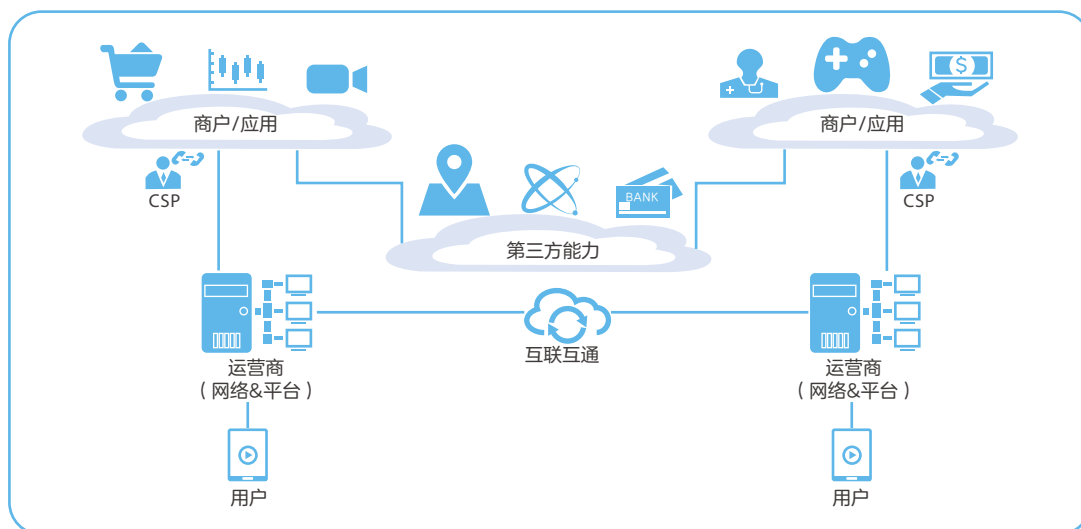 $
商户/应用
商户/应用
CSP
CSP
BANK
第三方能力
互联互通
运营商
（网络&平台）
运营商
（网络&平台）
用户
用户